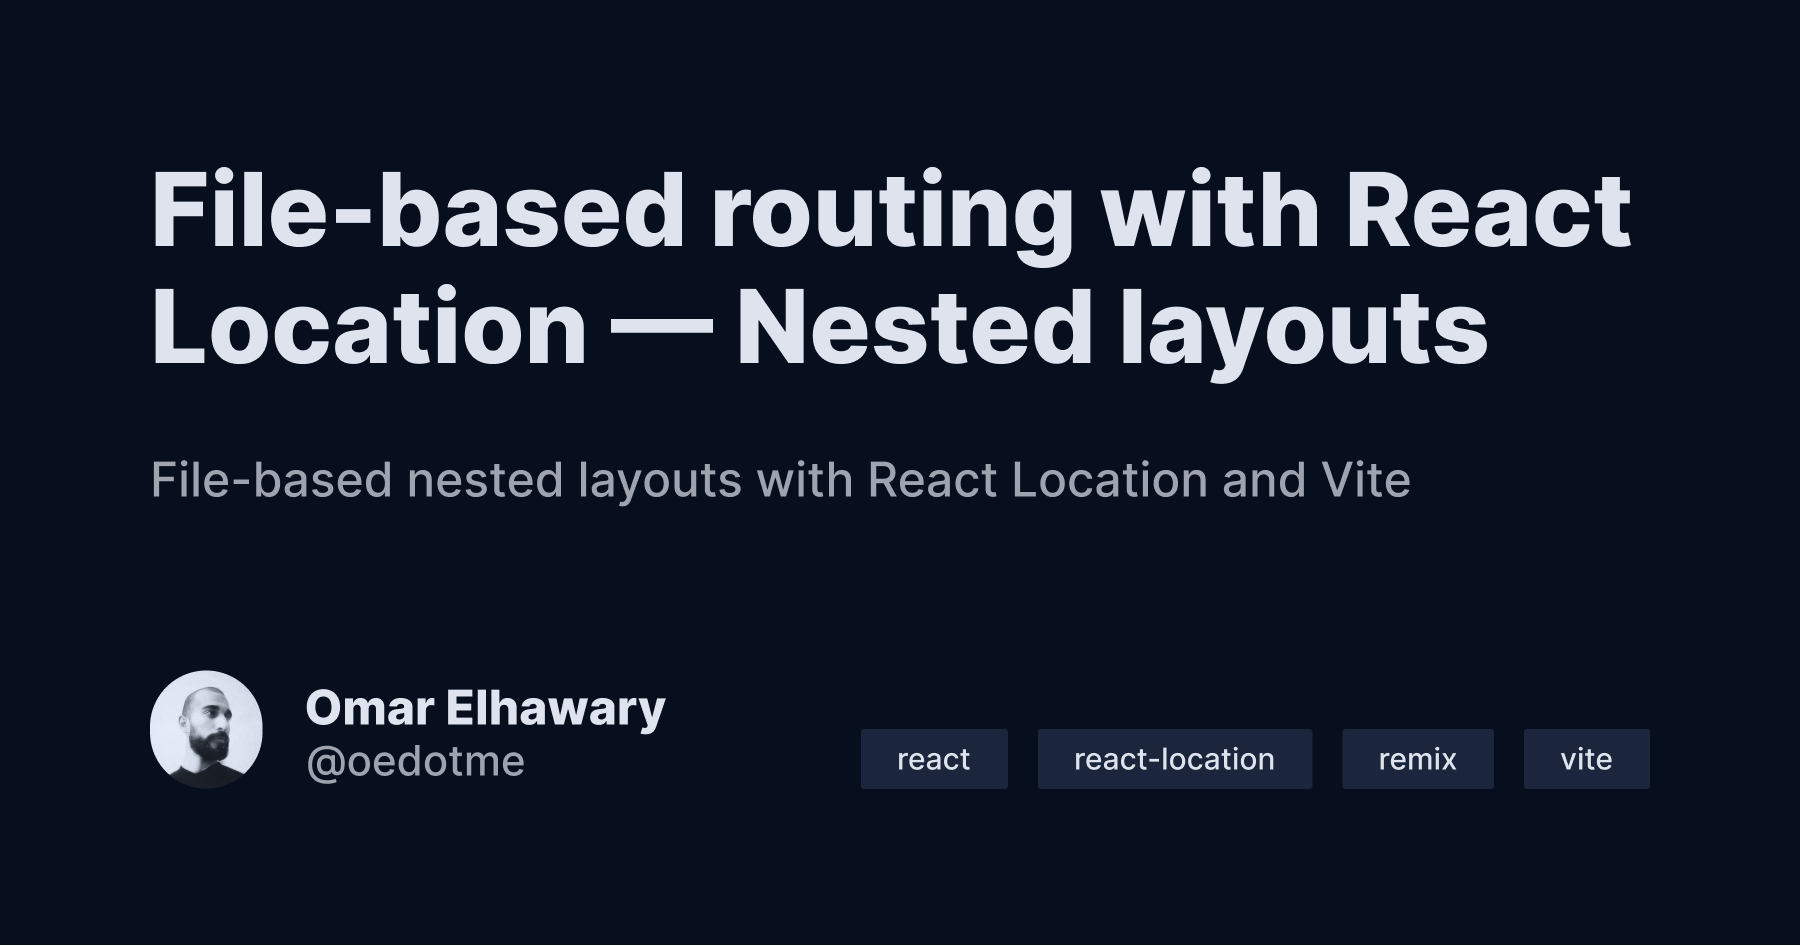 File-based routing with React
Location — Nested layouts
File-based nested layouts with React Location and Vite
Omar Elhawary
@oedotme
react react-location remix vite